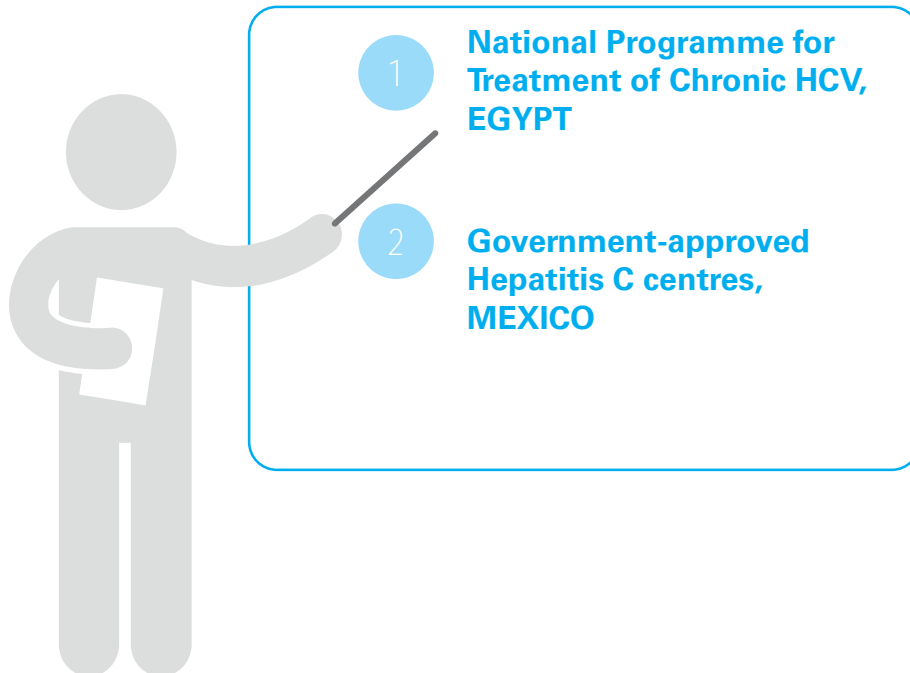 1
National Programme for
Treatment of Chronic HCV,
EGYPT
2
Government-approved
Hepatitis C centres,
MEXICO